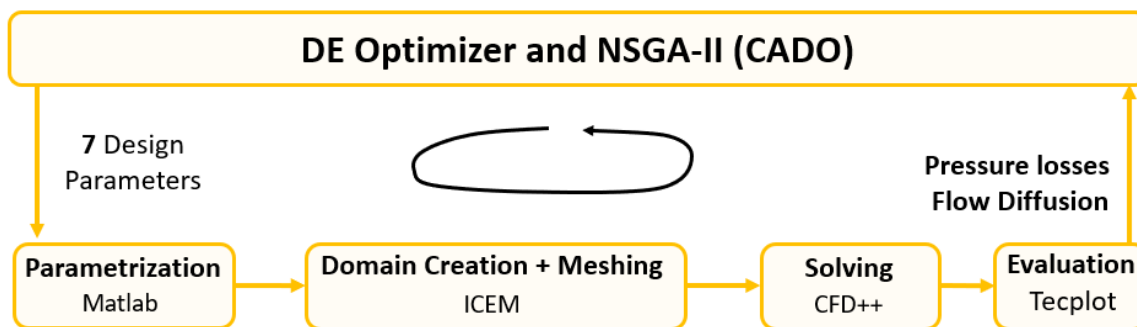 DE Optimizer and NSGA-II (CADO)
7 Design
Parameters
Pressure losses
Flow Diffusion
Parametrization
Matlab
Domain Creation + Meshing
ICEM
Solving
CFD++
Evaluation
Tecplot